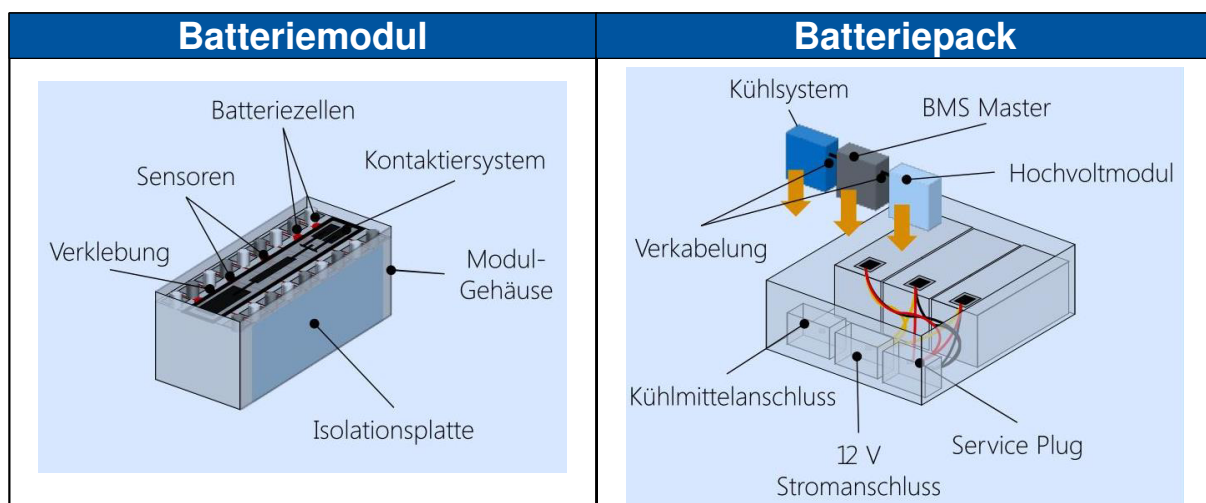 Batteriemodul
Batteriepack
Batteriezellen
Kontaktiersystem
Sensoren
Verklebung
Modul-
Gehäuse
Isolationsplatte
Kühlsystem
BMS Master
Hochvoltmodul
Verkabelung
Kühlmittelanschluss
12 V
Stromanschluss
Service Plug